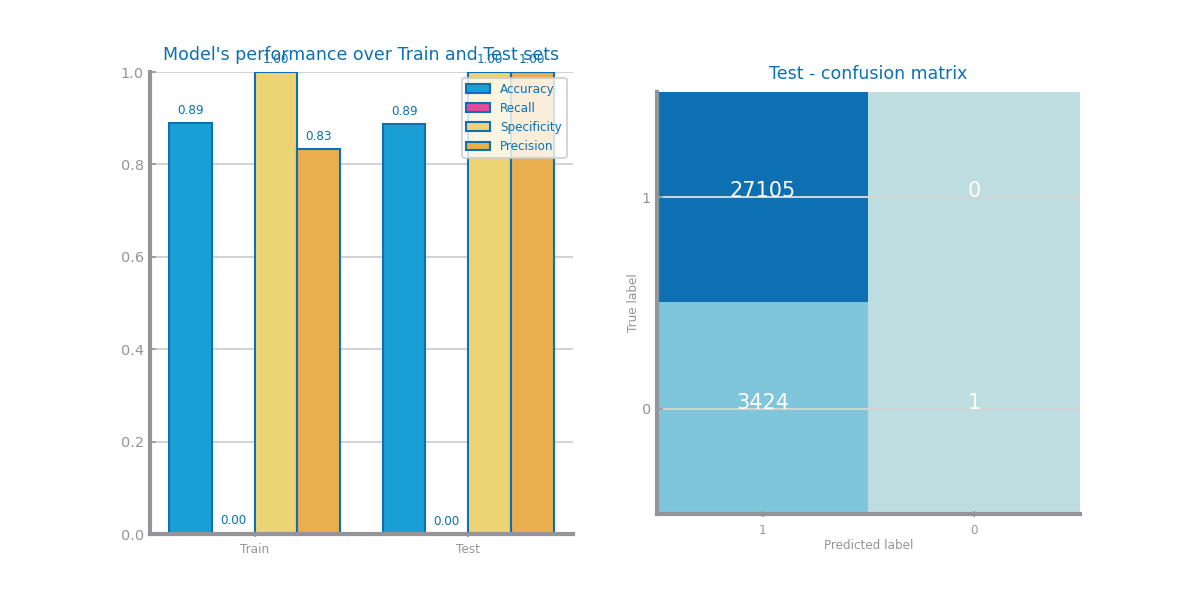 Model's performance over Train and Test sets
1.00
1.00
1.00
1.0
0.89
0.89
0.83
Accuracy
Recall
Specificity
Precision
0.8
0.6
0.4
0.2
0.00
0.00
0.0
Train
Test
Test - confusion matrix
27105
0
1
True label
3424
1
0
1
0
Predicted label